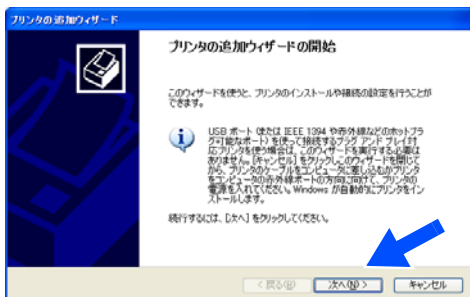 プリンタの追加ウィザード
プリンタの追加ウィザードの開始
このウィザードを使うと、プリンタのインストールや接続の設定を行うことが
できます。
USB ポート (または IEEE 1394 や赤外線などのホットプラ
グ可能なポート) を使って接続するプラグ アンド プレイ対
応プリンタを使う場合は、このウィザードを実行する必要は
ありません。[キャンセル] をクリックしこのウィザードを閉じて
から、プリンタのケーブルをコンピュータに差し込むかプリンタ
をコンピュータの赤外線ポートの方向に向けて、プリンタの
電源を入れてください。Windows が自動的にプリンタをイン
ストールします。
続行するには、[次へ] をクリックしてください。
< 戻る(B)
次へ(N) >
キャンセル